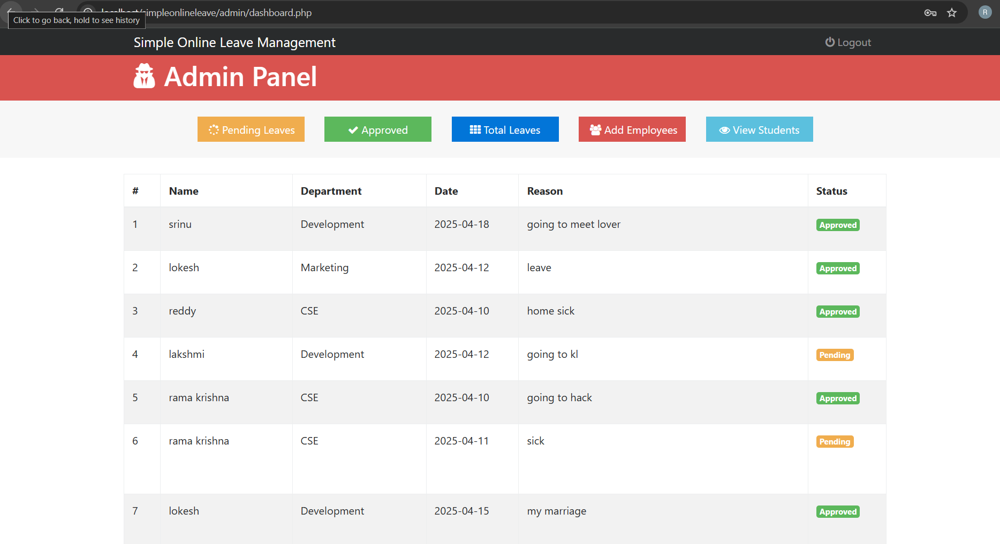 /simpleonlineleave/admin/dashboard.php
Click to go back, hold to see history
R
Simple Online Leave Management
Logout
Admin Panel
Pending Leaves Approved Total Leaves Add Employees View Students
# Name Department Date Reason Status
1 srinu Development 2025-04-18 going to meet lover Approved
2 lokesh Marketing 2025-04-12 leave Approved
3 reddy CSE 2025-04-10 home sick Approved
4 lakshmi Development 2025-04-12 going to kl Pending
5 rama krishna CSE 2025-04-10 going to hack Approved
6 rama krishna CSE 2025-04-11 sick Pending
7 lokesh Development 2025-04-15 my marriage Approved